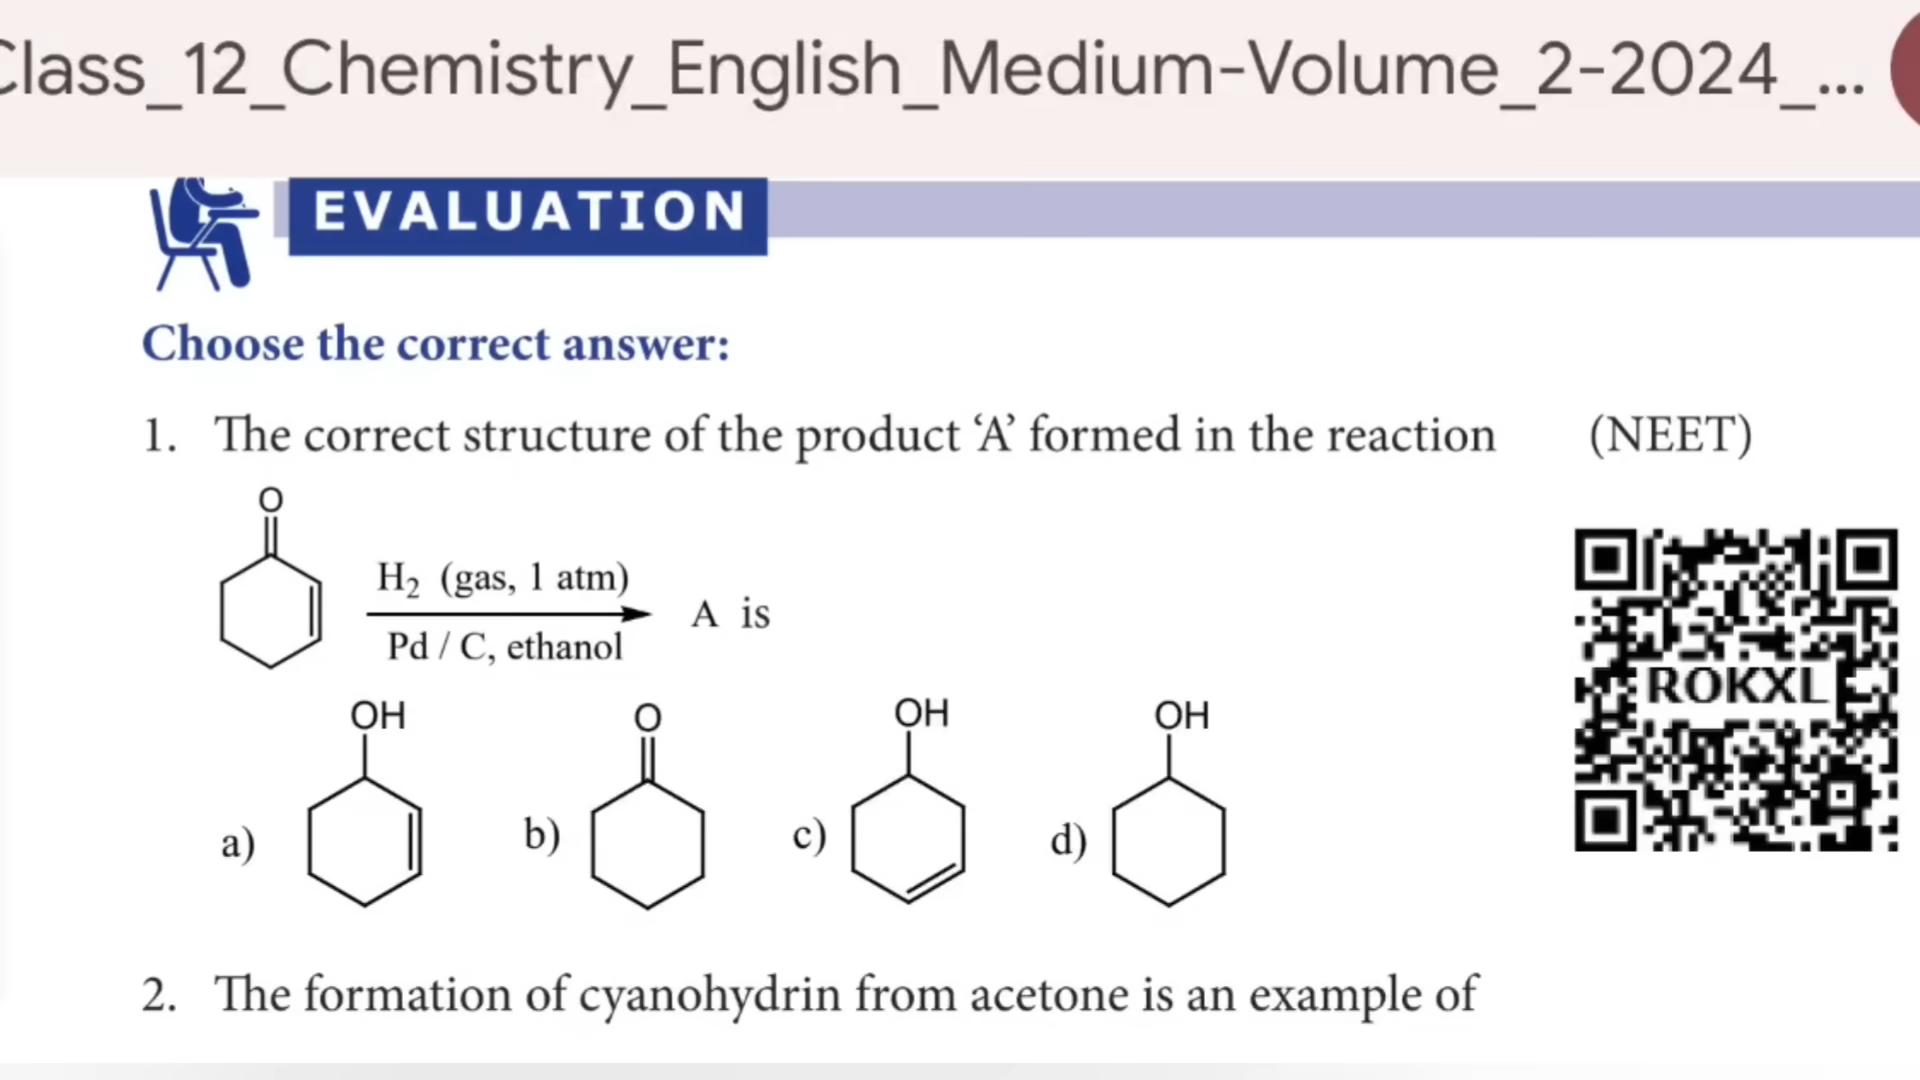 Class_12_Chemistry_English_Medium-Volume_2-2024_...
EVALUATION
Choose the correct answer:
1. The correct structure of the product ‘A’ formed in the reaction (NEET)
O
H₂ (gas, 1 atm)
A is
Pd / C, ethanol
ROKXL
OH O OH OH
a) b) c) d)
2. The formation of cyanohydrin from acetone is an example of